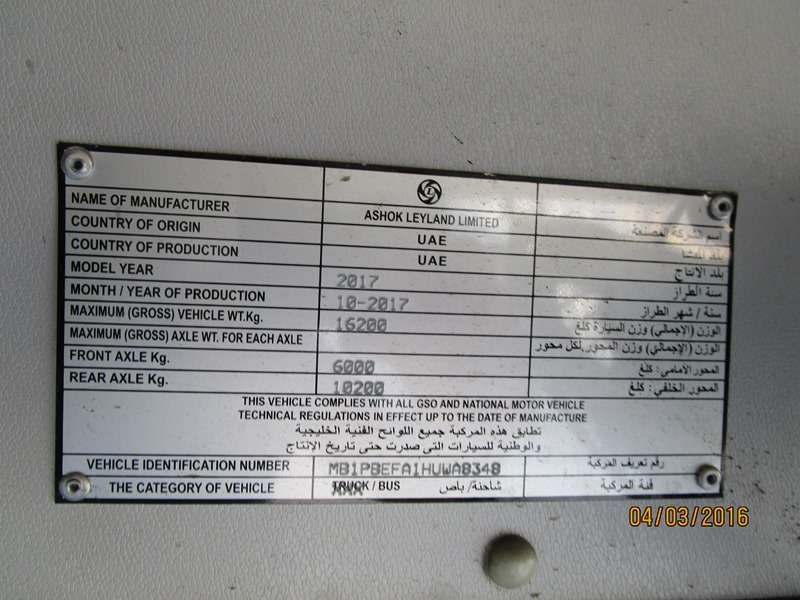 NAME OF MANUFACTURER ASHOK LEYLAND LIMITED اسم الشركة المصنعة
COUNTRY OF ORIGIN UAE بلد المنشا
COUNTRY OF PRODUCTION UAE بلد الانتاج
MODEL YEAR 2017 سنة الطراز
MONTH / YEAR OF PRODUCTION 10-2017 سنة / شهر الطراز
MAXIMUM (GROSS) VEHICLE WT.Kg. 16200 الوزن (الاجمالي) وزن السيارة كلغ
MAXIMUM (GROSS) AXLE WT. FOR EACH AXLE الوزن (الإجمالي) وزن المحور لكل محور
FRONT AXLE Kg. 6000 المحور الأمامى: كلغ
REAR AXLE Kg. 10200 المحور الخلفي: كلغ
THIS VEHICLE COMPLIES WITH ALL GSO AND NATIONAL MOTOR VEHICLE
TECHNICAL REGULATIONS IN EFFECT UP TO THE DATE OF MANUFACTURE
تطابق هذه المركبة جميع اللوائح الفنية الخليجية
والوطنية للسيارات التى صدرت حتى تاريخ الإنتاج
VEHICLE IDENTIFICATION NUMBER MB1PBEFA1HUWA8348 رقم تعريف المركبة
THE CATEGORY OF VEHICLE TRUCK / BUS شاحنة/ باص فئة المركبة
04/03/2016